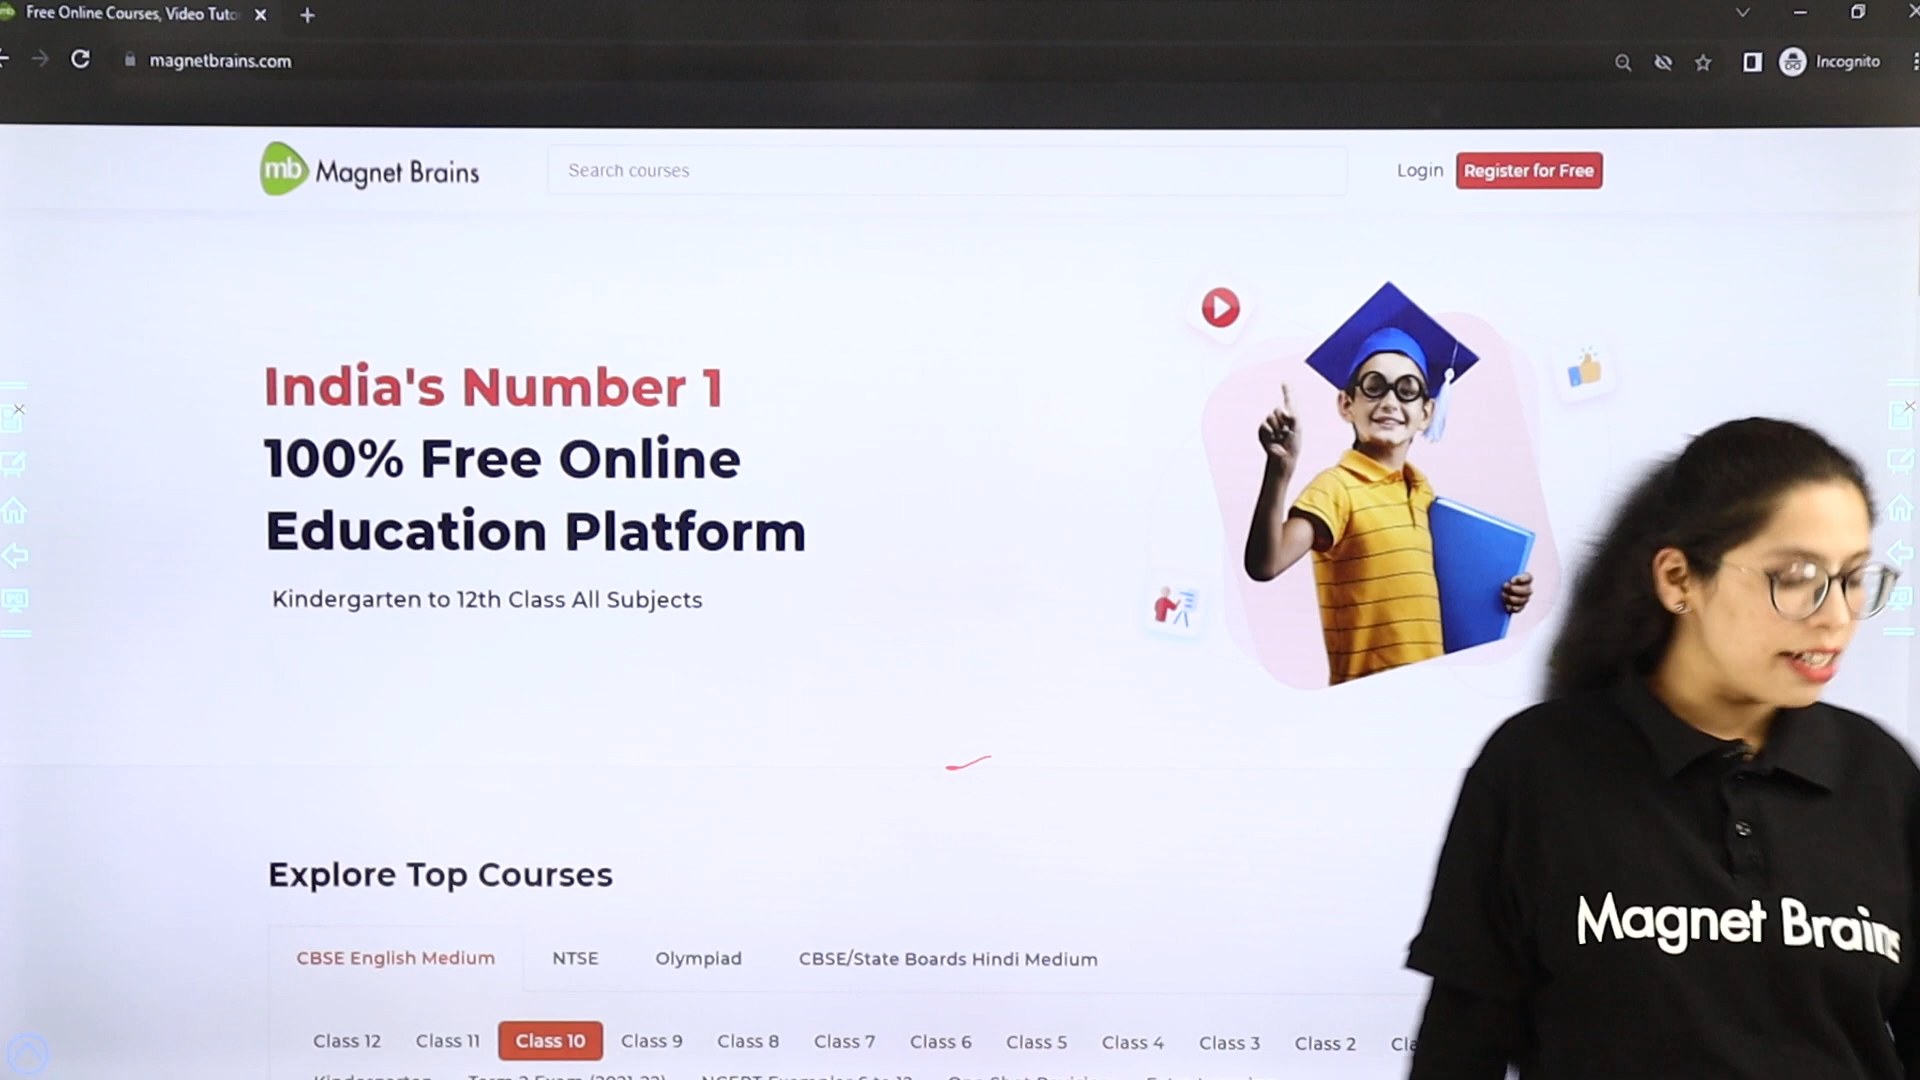 Free Online Courses, Video Tuto
magnetbrains.com
Incognito
mb Magnet Brains
Search courses
Login
Register for Free
India's Number 1
100% Free Online
Education Platform
Kindergarten to 12th Class All Subjects
Explore Top Courses
CBSE English Medium
NTSE
Olympiad
CBSE/State Boards Hindi Medium
Class 12
Class 11
Class 10
Class 9
Class 8
Class 7
Class 6
Class 5
Class 4
Class 3
Class 2
Magnet Brains